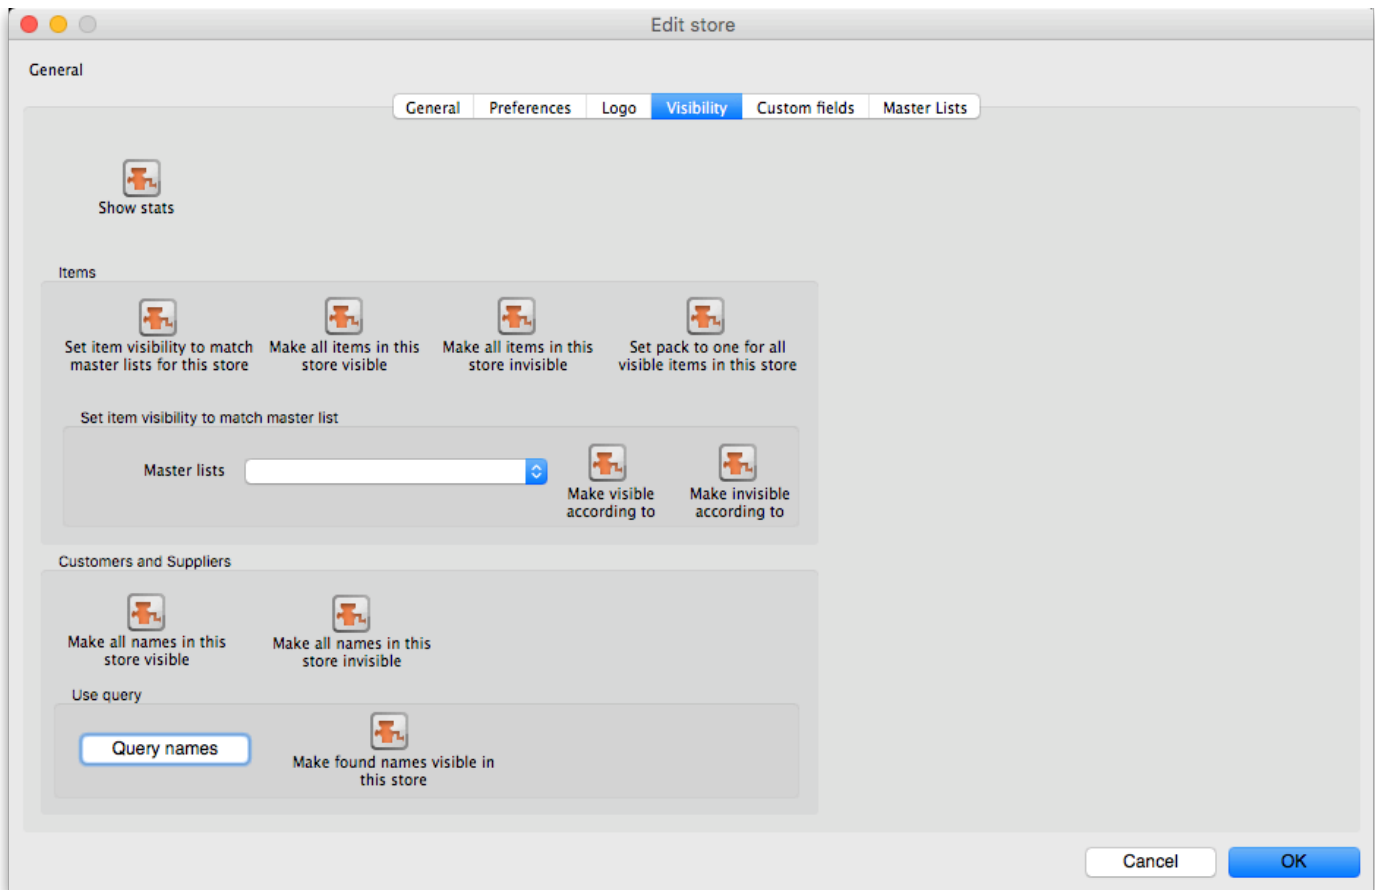 Edit store
General
General Preferences Logo Visibility Custom fields Master Lists
Show stats
Items
Set item visibility to match
master lists for this store
Make all items in this
store visible
Make all items in this
store invisible
Set pack to one for all
visible items in this store
Set item visibility to match master list
Master lists
Make visible
according to
Make invisible
according to
Customers and Suppliers
Make all names in this
store visible
Make all names in this
store invisible
Use query
Query names
Make found names visible in
this store
Cancel
OK